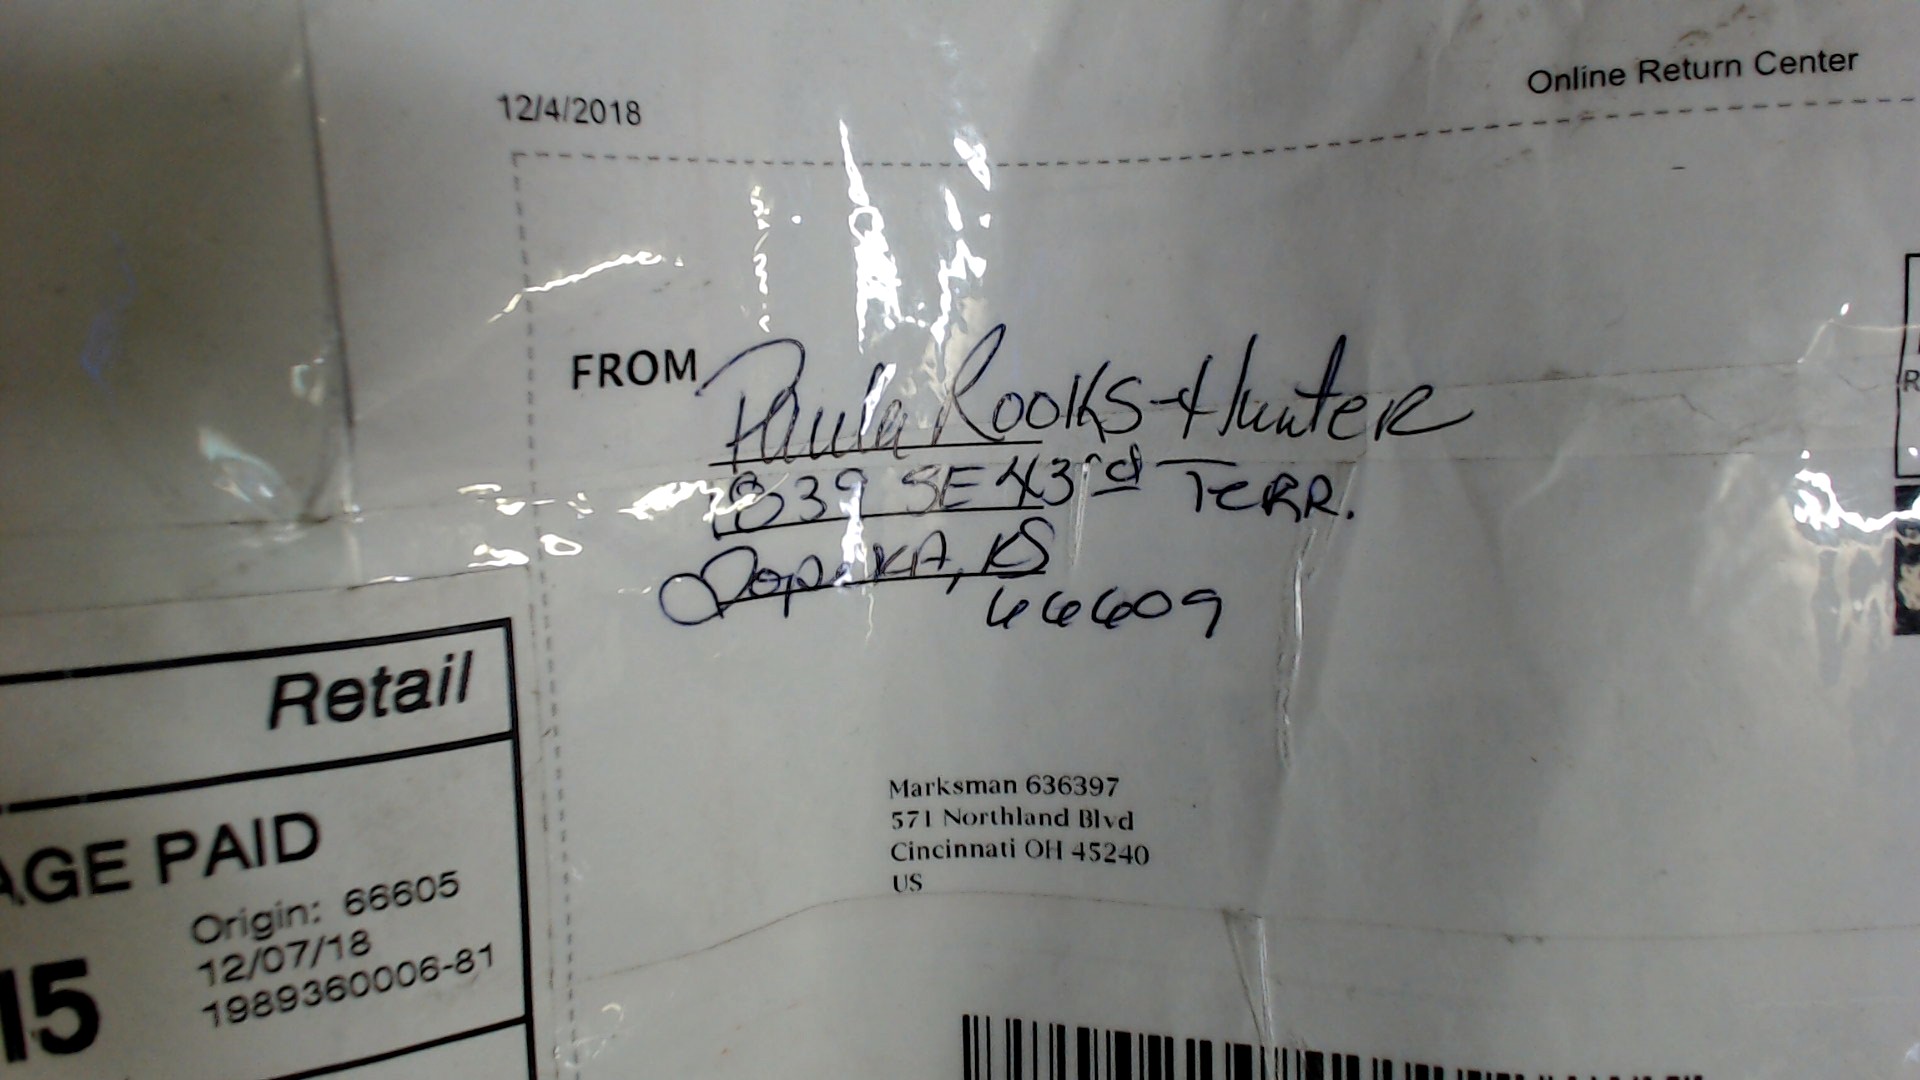 12/4/2018
Online Return Center
FROM
Paula Rooks-Hunter
839 SE 43rd Terr.
Topeka, KS
66609
Retail
AGE PAID
Origin: 66605
12/07/18
1989360006-81
15
Marksman 636397
571 Northland Blvd
Cincinnati OH 45240
US
R